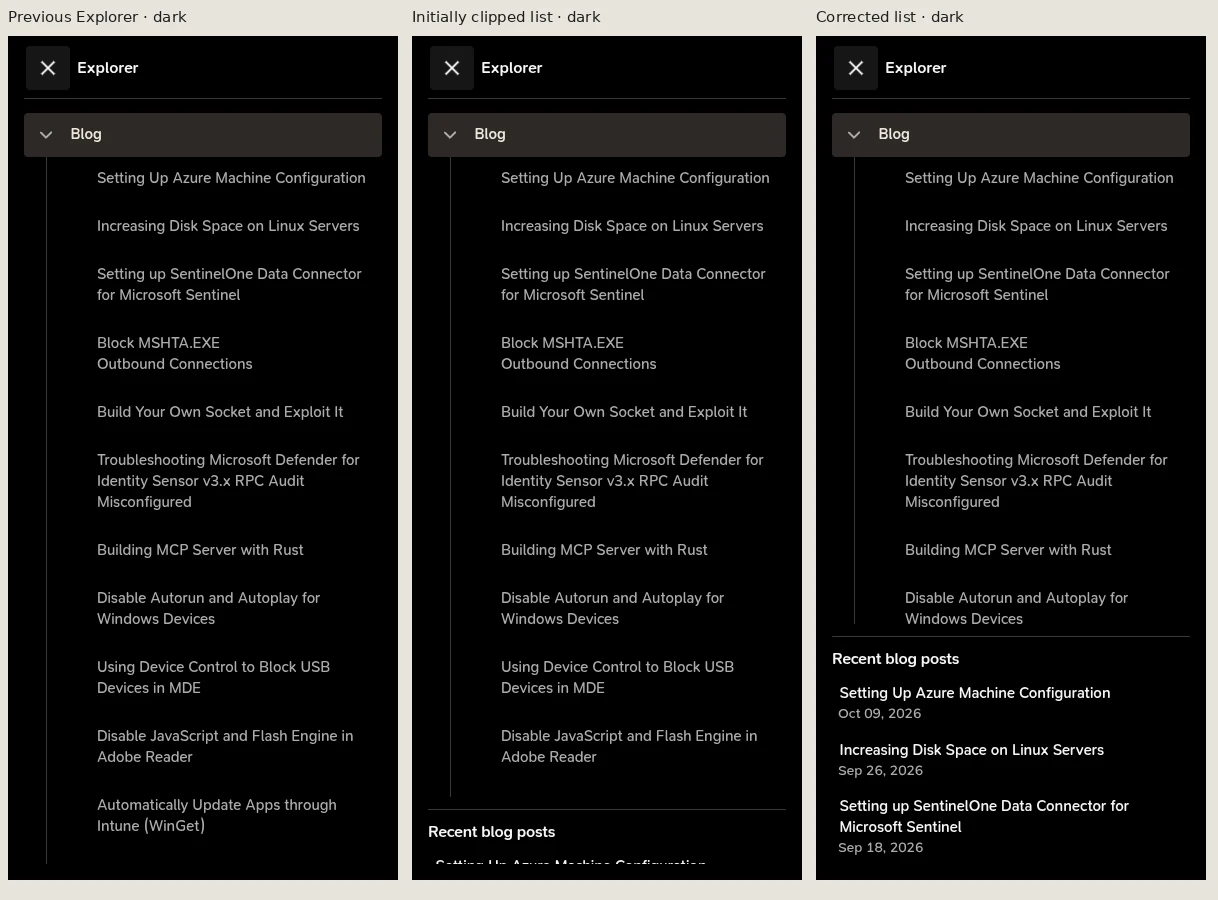 Previous Explorer · dark
Explorer
Blog
Setting Up Azure Machine Configuration
Increasing Disk Space on Linux Servers
Setting up SentinelOne Data Connector
for Microsoft Sentinel
Block MSHTA.EXE
Outbound Connections
Build Your Own Socket and Exploit It
Troubleshooting Microsoft Defender for
Identity Sensor v3.x RPC Audit
Misconfigured
Building MCP Server with Rust
Disable Autorun and Autoplay for
Windows Devices
Using Device Control to Block USB
Devices in MDE
Disable JavaScript and Flash Engine in
Adobe Reader
Automatically Update Apps through
Intune (WinGet)
Initially clipped list · dark
Explorer
Blog
Setting Up Azure Machine Configuration
Increasing Disk Space on Linux Servers
Setting up SentinelOne Data Connector
for Microsoft Sentinel
Block MSHTA.EXE
Outbound Connections
Build Your Own Socket and Exploit It
Troubleshooting Microsoft Defender for
Identity Sensor v3.x RPC Audit
Misconfigured
Building MCP Server with Rust
Disable Autorun and Autoplay for
Windows Devices
Using Device Control to Block USB
Devices in MDE
Disable JavaScript and Flash Engine in
Adobe Reader
Recent blog posts
Setting Up Azure Machine Configuration
Corrected list · dark
Explorer
Blog
Setting Up Azure Machine Configuration
Increasing Disk Space on Linux Servers
Setting up SentinelOne Data Connector
for Microsoft Sentinel
Block MSHTA.EXE
Outbound Connections
Build Your Own Socket and Exploit It
Troubleshooting Microsoft Defender for
Identity Sensor v3.x RPC Audit
Misconfigured
Building MCP Server with Rust
Disable Autorun and Autoplay for
Windows Devices
Recent blog posts
Setting Up Azure Machine Configuration
Oct 09, 2026
Increasing Disk Space on Linux Servers
Sep 26, 2026
Setting up SentinelOne Data Connector for
Microsoft Sentinel
Sep 18, 2026